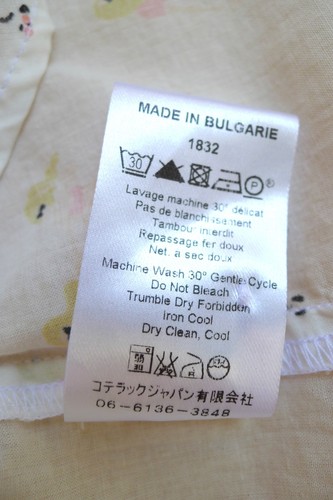 MADE IN BULGARIE
1832
30 P ®
Lavage machine 30° délicat
Pas de blanchissement
Tambour interdit
Repassage fer doux
Net. a sec doux
Machine Wash 30° Gentle Cycle
Do Not Bleach
Trumble Dry Forbidden
Iron Cool
Dry Clean, Cool
コテラックジャパン有限会社
06-6136-3848